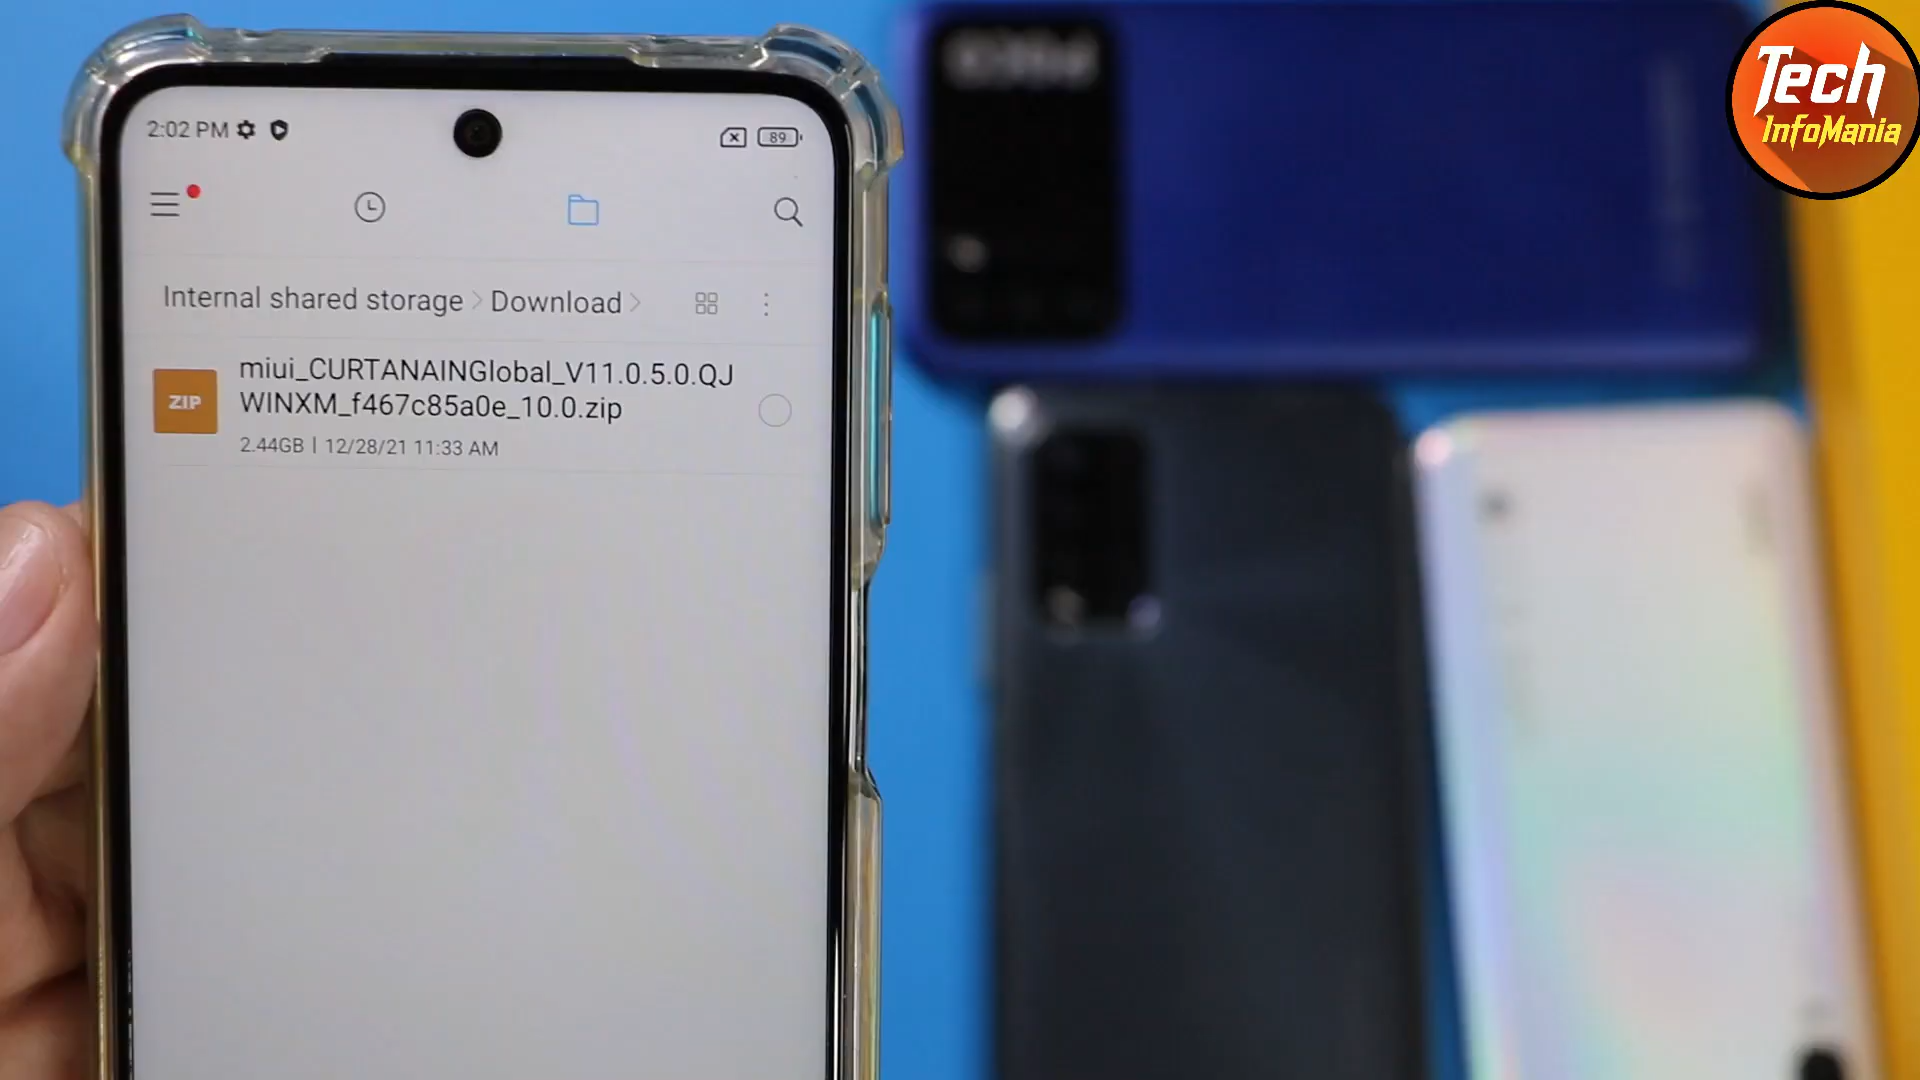 Tech
InfoMania
2:02 PM
89
Internal shared storage > Download >
ZIP
miui_CURTANAINGlobal_V11.0.5.0.QJ
WINXM_f467c85a0e_10.0.zip
2.44GB | 12/28/21 11:33 AM
POCO